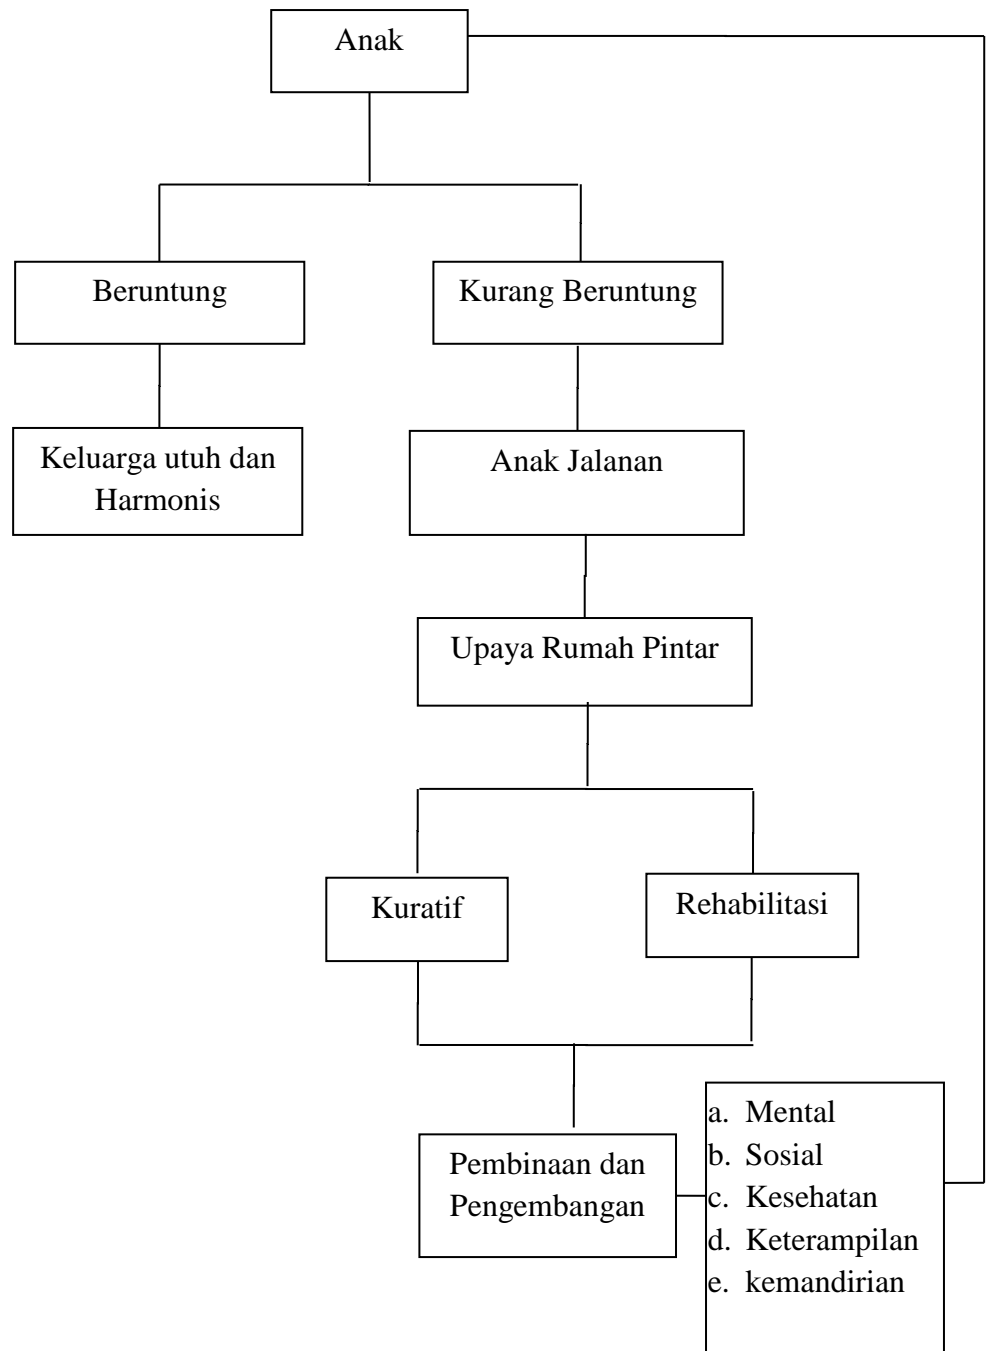 Anak
Beruntung
Kurang Beruntung
Keluarga utuh dan
Harmonis
Anak Jalanan
Upaya Rumah Pintar
Kuratif
Rehabilitasi
Pembinaan dan
Pengembangan
a. Mental
b. Sosial
c. Kesehatan
d. Keterampilan
e. kemandirian